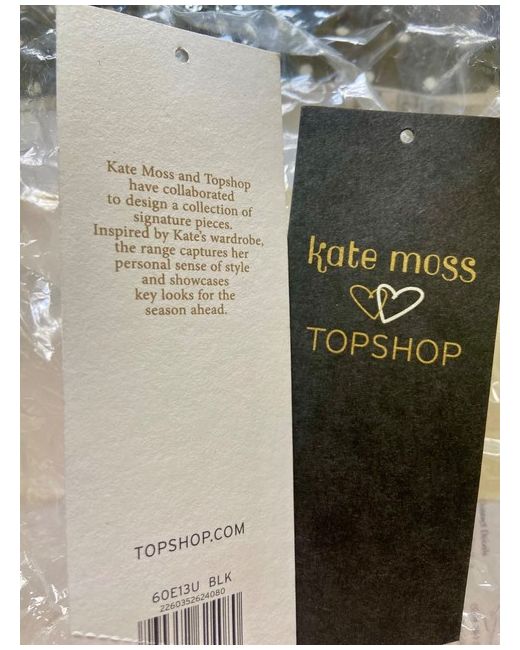 Kate Moss and Topshop
have collaborated
to design a collection of
signature pieces.
Inspired by Kate's wardrobe,
the range captures her
personal sense of style
and showcases
key looks for the
season ahead.
TOPSHOP.COM
60E13U BLK
2260352624080
kate moss
TOPSHOP